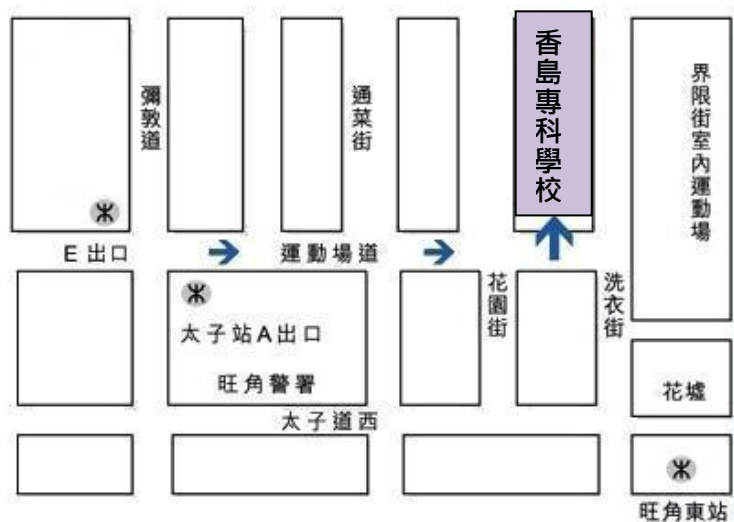 香島專科學校
彌敦道
通菜街
界限街室內運動場
E 出口
運動場道
太子站A出口
旺角警署
花園街
洗衣街
花墟
太子道西
旺角東站